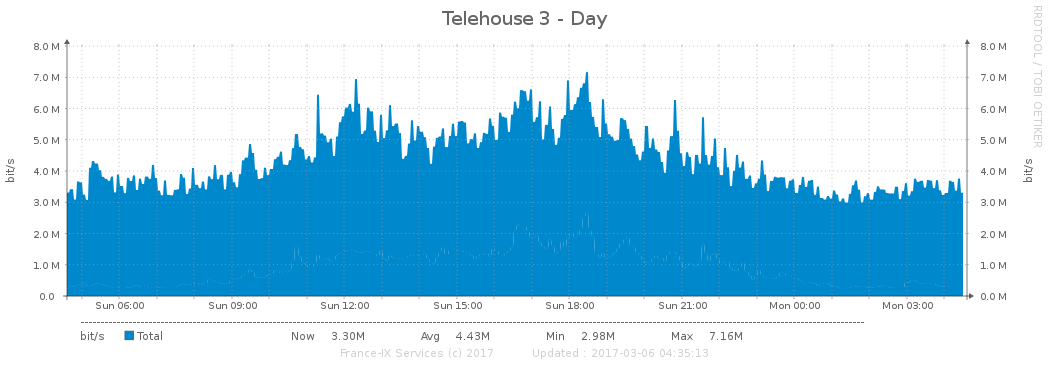 Telehouse 3 - Day
RRDTOOL / TOBI OETIKER
8.0 M 8.0 M
7.0 M 7.0 M
6.0 M 6.0 M
5.0 M 5.0 M
4.0 M 4.0 M
3.0 M 3.0 M
2.0 M 2.0 M
1.0 M 1.0 M
0.0 0.0 M
bit/s bit/s
Sun 06:00 Sun 09:00 Sun 12:00 Sun 15:00 Sun 18:00 Sun 21:00 Mon 00:00 Mon 03:00
bit/s Total Now 3.30M Avg 4.43M Min 2.98M Max 7.16M
France-IX Services (c) 2017 Updated : 2017-03-06 04:35:13